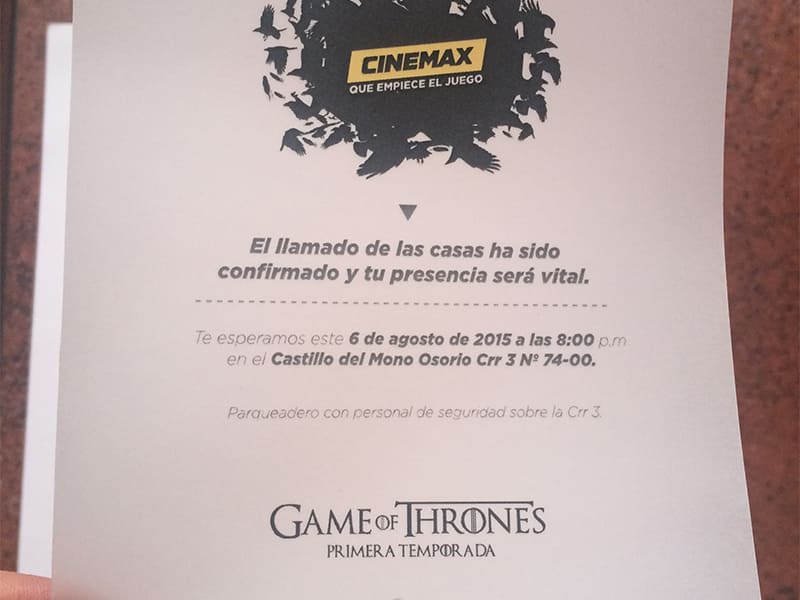 CINEMAX
QUE EMPIECE EL JUEGO
El llamado de las casas ha sido
confirmado y tu presencia será vital.
Te esperamos este 6 de agosto de 2015 a las 8:00 p.m
en el Castillo del Mono Osorio Crr 3 Nº 74-00.
Parqueadero con personal de seguridad sobre la Crr 3.
GAME OF THRONES
PRIMERA TEMPORADA